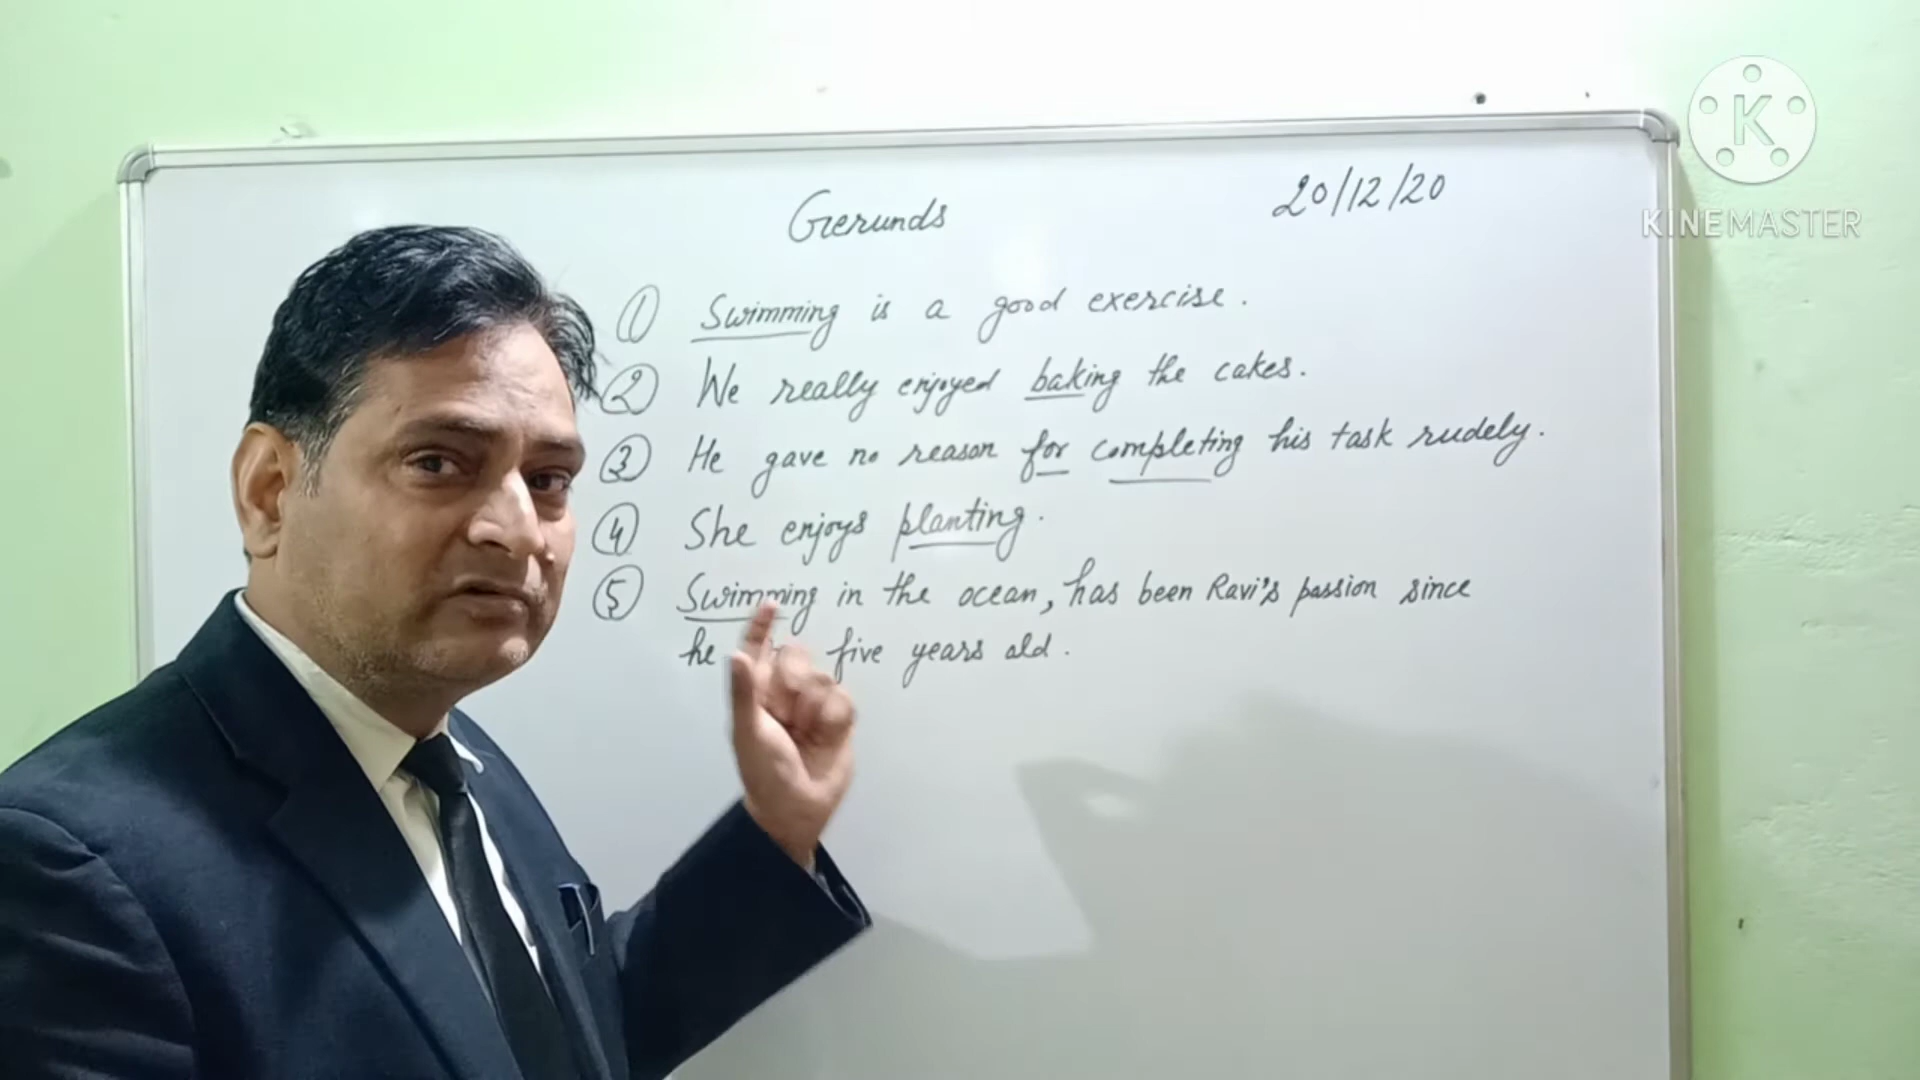 Gerunds
20/12/20
K
KINEMASTER
1 Swimming is a good exercise.
2 We really enjoyed baking the cakes.
3 He gave no reason for completing his task rudely.
4 She enjoys planting.
5 Swimming in the ocean, has been Ravi's passion since
he five years old.